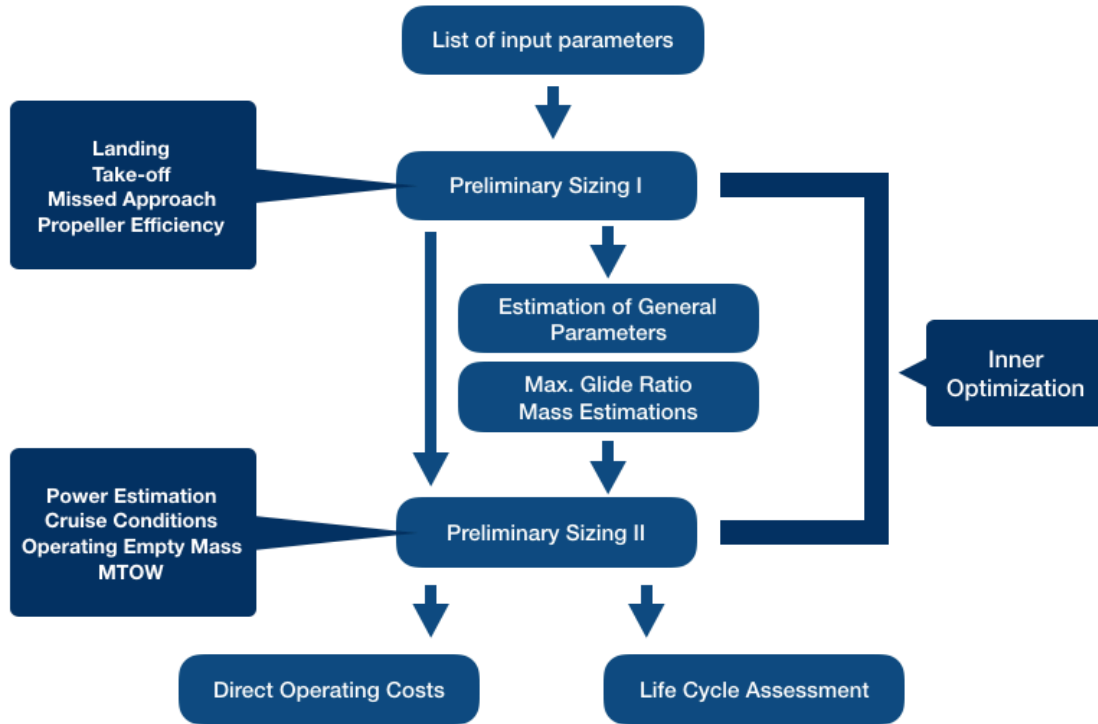 List of input parameters
Landing
Take-off
Missed Approach
Propeller Efficiency
Preliminary Sizing I
Estimation of General
Parameters
Max. Glide Ratio
Mass Estimations
Inner
Optimization
Power Estimation
Cruise Conditions
Operating Empty Mass
MTOW
Preliminary Sizing II
Direct Operating Costs
Life Cycle Assessment